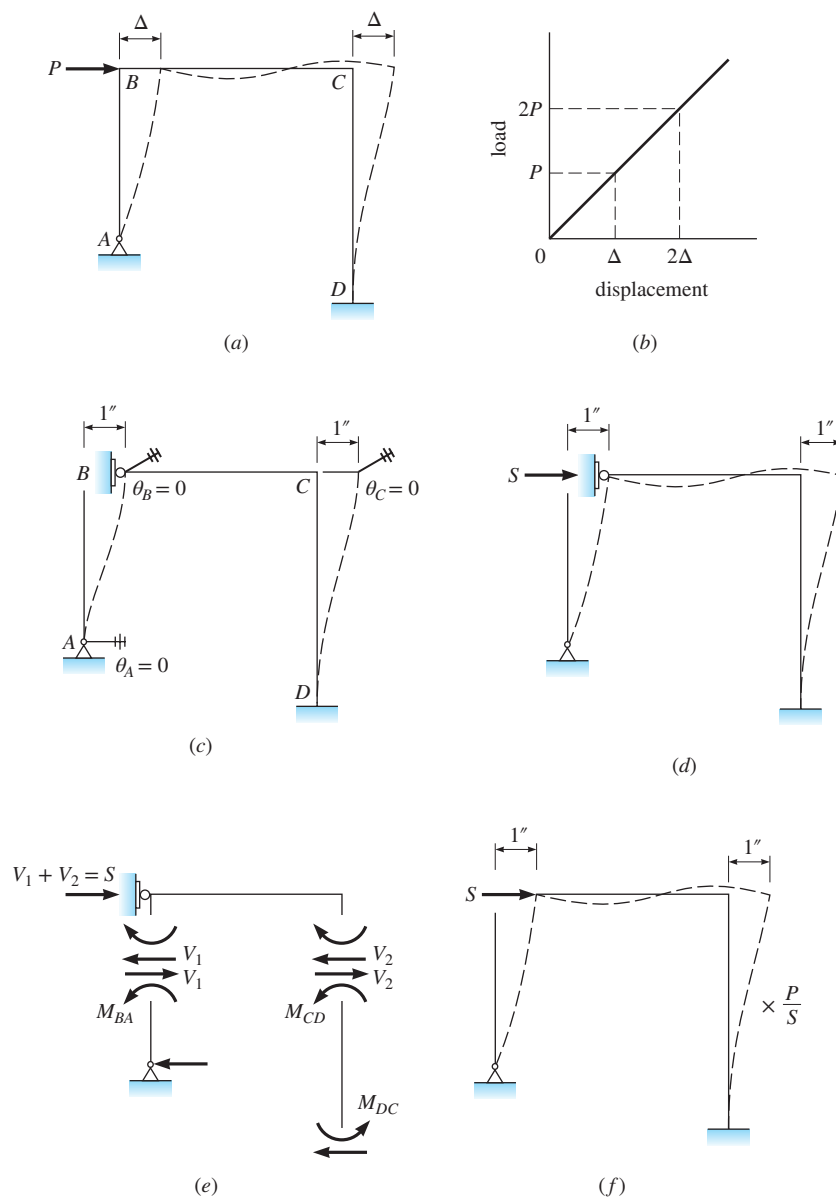 Δ Δ
P B C
A
D
(a)
load
2P
P
0 Δ 2Δ
displacement
(b)
1″ 1″
B θB = 0 C θC = 0
A
θA = 0
D
(c)
1″ 1″
S
(d)
V1 + V2 = S
V1 V2
V1 V2
MBA MCD
MDC
(e)
1″ 1″
S
× P/S
(f)